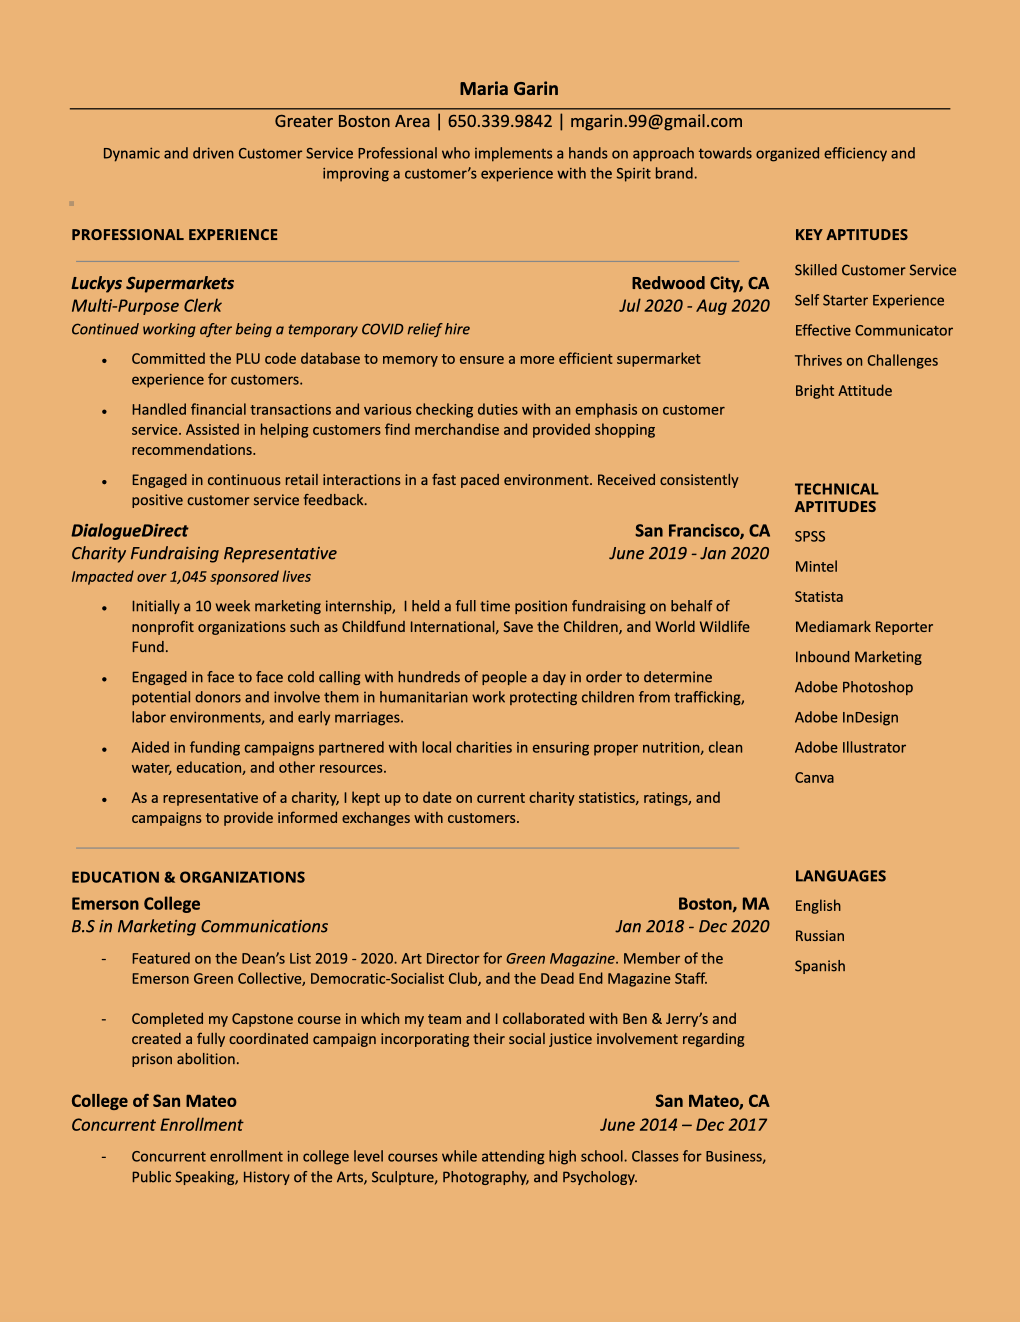 Maria Garin
Greater Boston Area | 650.339.9842 | mgarin.99@gmail.com
Dynamic and driven Customer Service Professional who implements a hands on approach towards organized efficiency and
improving a customer’s experience with the Spirit brand.
PROFESSIONAL EXPERIENCE
Luckys Supermarkets Redwood City, CA
Multi-Purpose Clerk Jul 2020 - Aug 2020
Continued working after being a temporary COVID relief hire
• Committed the PLU code database to memory to ensure a more efficient supermarket
experience for customers.
• Handled financial transactions and various checking duties with an emphasis on customer
service. Assisted in helping customers find merchandise and provided shopping
recommendations.
• Engaged in continuous retail interactions in a fast paced environment. Received consistently
positive customer service feedback.
DialogueDirect San Francisco, CA
Charity Fundraising Representative June 2019 - Jan 2020
Impacted over 1,045 sponsored lives
• Initially a 10 week marketing internship,  I held a full time position fundraising on behalf of
nonprofit organizations such as Childfund International, Save the Children, and World Wildlife
Fund.
• Engaged in face to face cold calling with hundreds of people a day in order to determine
potential donors and involve them in humanitarian work protecting children from trafficking,
labor environments, and early marriages.
• Aided in funding campaigns partnered with local charities in ensuring proper nutrition, clean
water, education, and other resources.
• As a representative of a charity, I kept up to date on current charity statistics, ratings, and
campaigns to provide informed exchanges with customers.
EDUCATION & ORGANIZATIONS
Emerson College Boston, MA
B.S in Marketing Communications Jan 2018 - Dec 2020
- Featured on the Dean’s List 2019 - 2020. Art Director for Green Magazine. Member of the
Emerson Green Collective, Democratic-Socialist Club, and the Dead End Magazine Staff.
- Completed my Capstone course in which my team and I collaborated with Ben & Jerry’s and
created a fully coordinated campaign incorporating their social justice involvement regarding
prison abolition.
College of San Mateo San Mateo, CA
Concurrent Enrollment June 2014 – Dec 2017
- Concurrent enrollment in college level courses while attending high school. Classes for Business,
Public Speaking, History of the Arts, Sculpture, Photography, and Psychology.
KEY APTITUDES
Skilled Customer Service
Self Starter Experience
Effective Communicator
Thrives on Challenges
Bright Attitude
TECHNICAL
APTITUDES
SPSS
Mintel
Statista
Mediamark Reporter
Inbound Marketing
Adobe Photoshop
Adobe InDesign
Adobe Illustrator
Canva
LANGUAGES
English
Russian
Spanish